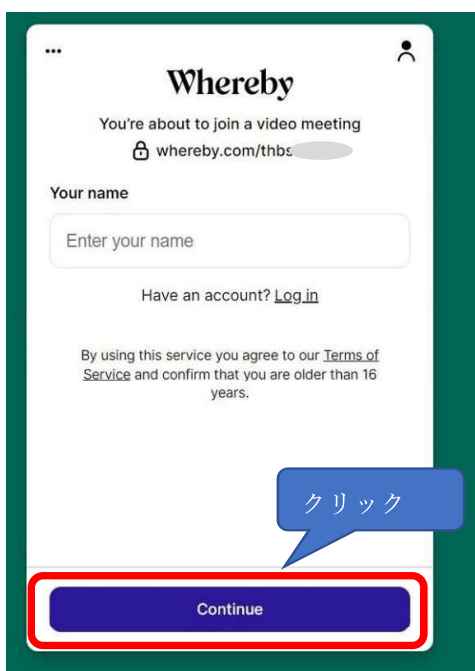 Whereby
You're about to join a video meeting
whereby.com/thbs
Your name
Enter your name
Have an account? Log in
By using this service you agree to our Terms of
Service and confirm that you are older than 16
years.
クリック
Continue